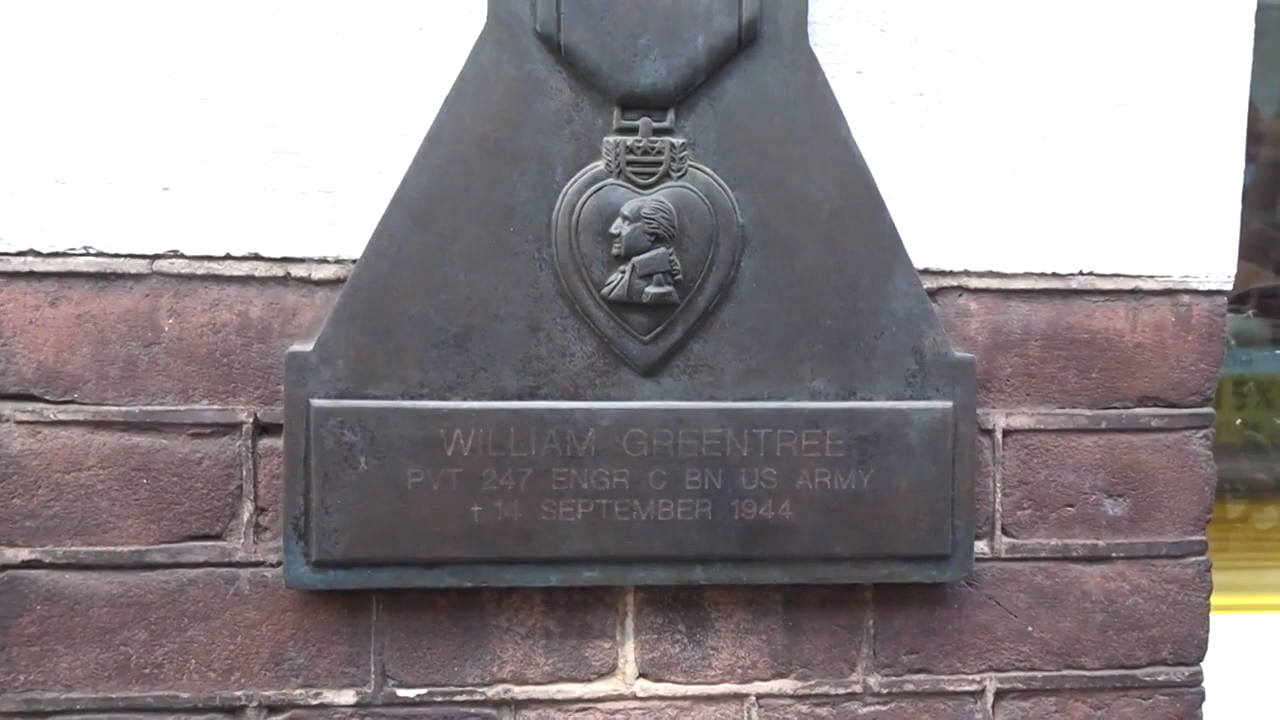 WILLIAM GREENTREE
PVT 247 ENGR C BN US ARMY
† 14 SEPTEMBER 1944